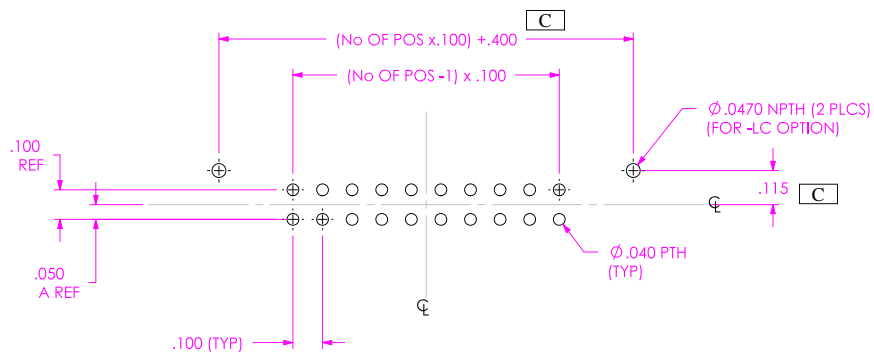 C
(No OF POS x.100) +.400
(No OF POS -1) x .100
Ø.0470 NPTH (2 PLCS)
(FOR -LC OPTION)
.100
REF
.115
C
℄
Ø.040 PTH
(TYP)
.050
A REF
℄
.100 (TYP)